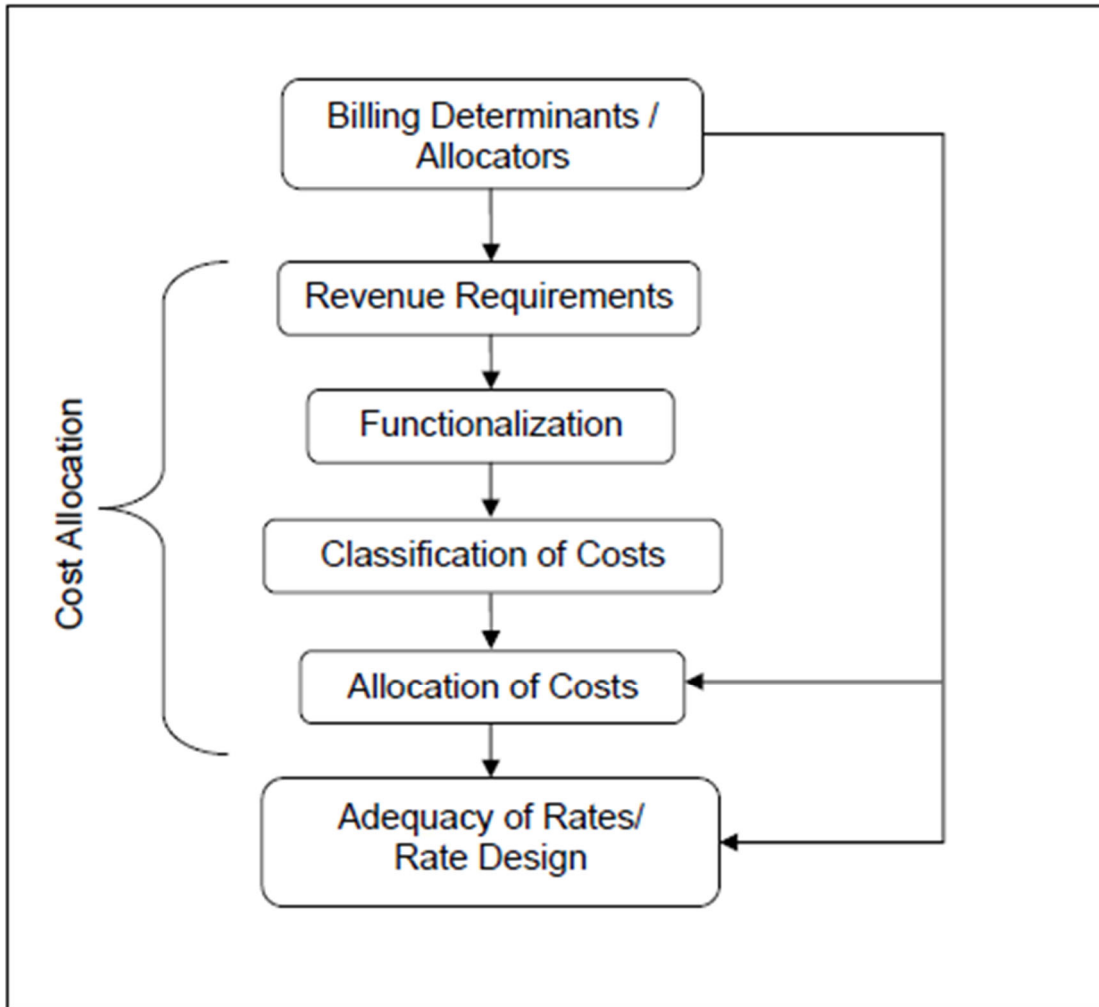 Billing Determinants /
Allocators
Revenue Requirements
Functionalization
Classification of Costs
Allocation of Costs
Adequacy of Rates/
Rate Design
Cost Allocation